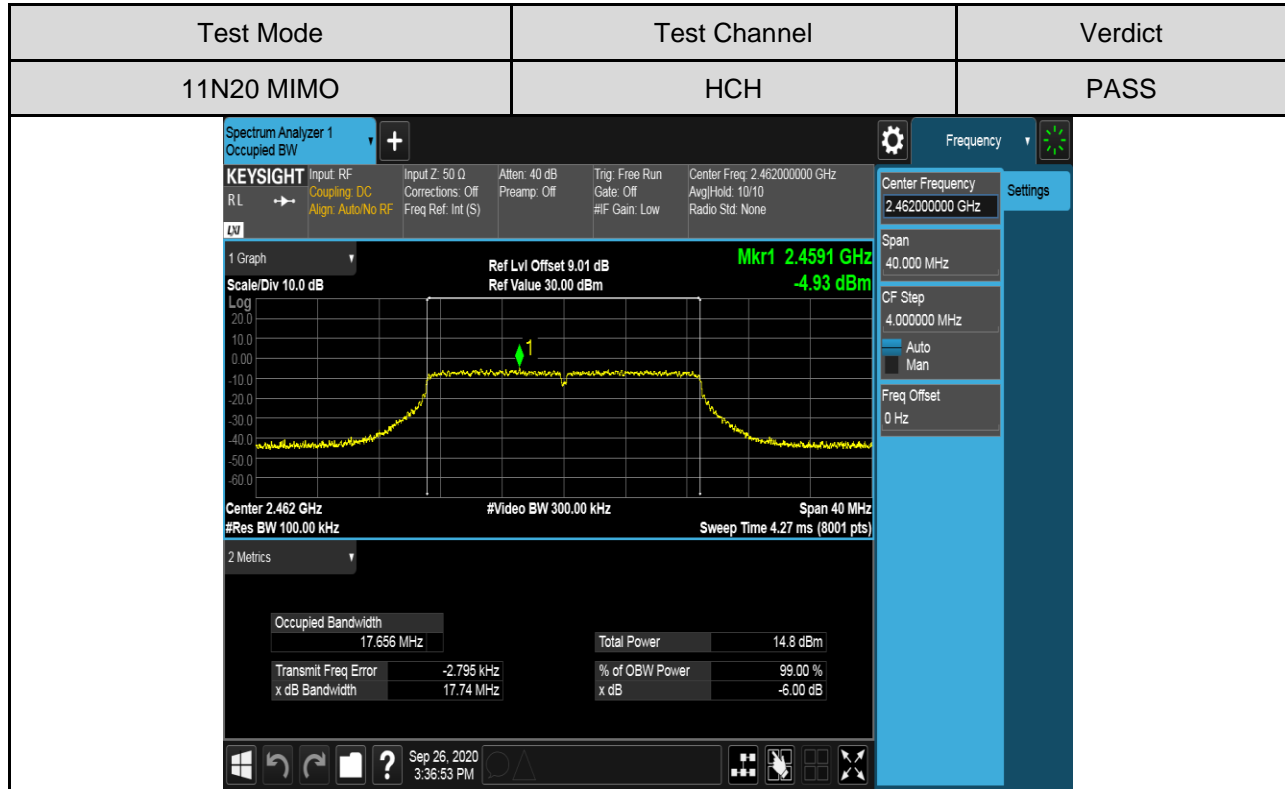 Test Mode Test Channel Verdict
11N20 MIMO HCH PASS
Spectrum Analyzer 1
Occupied BW
+
Frequency
KEYSIGHT Input: RF Input Z: 50 Ω Atten: 40 dB Trig: Free Run Center Freq: 2.462000000 GHz
RL Coupling: DC Corrections: Off Preamp: Off Gate: Off Avg|Hold: 10/10
Align: Auto/No RF Freq Ref: Int (S) #IF Gain: Low Radio Std: None
LXI
Center Frequency
2.462000000 GHz
Settings
Span
40.000 MHz
CF Step
4.000000 MHz
Auto
Man
Freq Offset
0 Hz
1 Graph Ref Lvl Offset 9.01 dB Mkr1 2.4591 GHz
Scale/Div 10.0 dB Ref Value 30.00 dBm -4.93 dBm
Log
20.0
10.0
0.00
-10.0
-20.0
-30.0
-40.0
-50.0
-60.0
1
Center 2.462 GHz #Video BW 300.00 kHz Span 40 MHz
#Res BW 100.00 kHz Sweep Time 4.27 ms (8001 pts)
2 Metrics
Occupied Bandwidth
17.656 MHz Total Power 14.8 dBm
Transmit Freq Error -2.795 kHz % of OBW Power 99.00 %
x dB Bandwidth 17.74 MHz x dB -6.00 dB
? Sep 26, 2020
3:36:53 PM